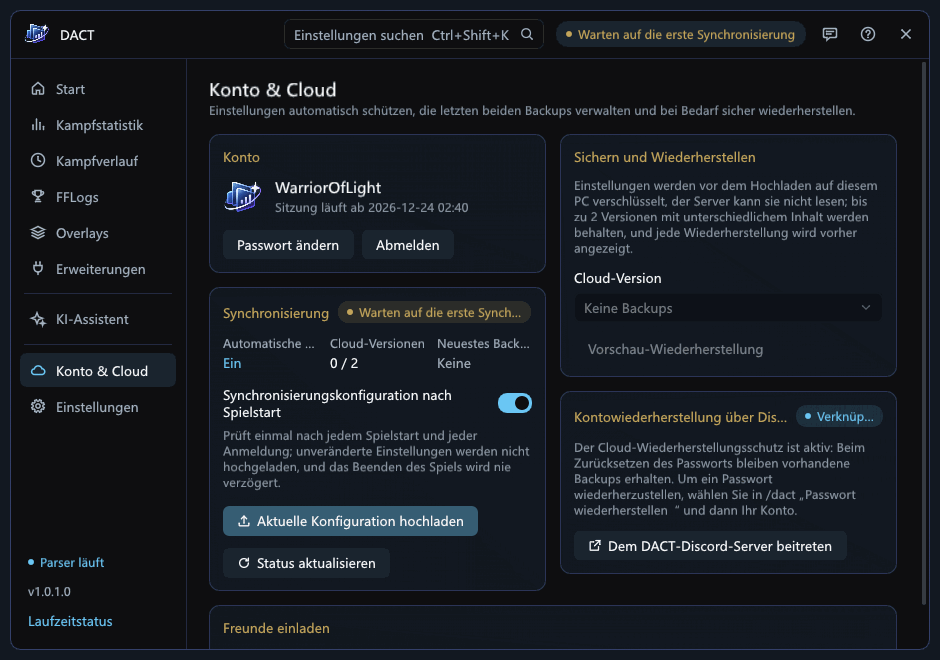 DACT
Einstellungen suchen Ctrl+Shift+K
Warten auf die erste Synchronisierung
Start
Kampfstatistik
Kampfverlauf
FFLogs
Overlays
Erweiterungen
KI-Assistent
Konto & Cloud
Einstellungen
Parser läuft
v1.0.1.0
Laufzeitstatus
Konto & Cloud
Einstellungen automatisch schützen, die letzten beiden Backups verwalten und bei Bedarf sicher wiederherstellen.
Konto
WarriorOfLight
Sitzung läuft ab 2026-12-24 02:40
Passwort ändern
Abmelden
Synchronisierung
Warten auf die erste Synch...
Automatische ...
Cloud-Versionen
Neuestes Back...
Ein
0 / 2
Keine
Synchronisierungskonfiguration nach
Spielstart
Prüft einmal nach jedem Spielstart und jeder
Anmeldung; unveränderte Einstellungen werden nicht
hochgeladen, und das Beenden des Spiels wird nie
verzögert.
Aktuelle Konfiguration hochladen
Status aktualisieren
Sichern und Wiederherstellen
Einstellungen werden vor dem Hochladen auf diesem
PC verschlüsselt, der Server kann sie nicht lesen; bis
zu 2 Versionen mit unterschiedlichem Inhalt werden
behalten, und jede Wiederherstellung wird vorher
angezeigt.
Cloud-Version
Keine Backups
Vorschau-Wiederherstellung
Kontowiederherstellung über Dis...
Verknüp...
Der Cloud-Wiederherstellungsschutz ist aktiv: Beim
Zurücksetzen des Passworts bleiben vorhandene
Backups erhalten. Um ein Passwort
wiederherzustellen, wählen Sie in /dact „Passwort
wiederherstellen “ und dann Ihr Konto.
Dem DACT-Discord-Server beitreten
Freunde einladen